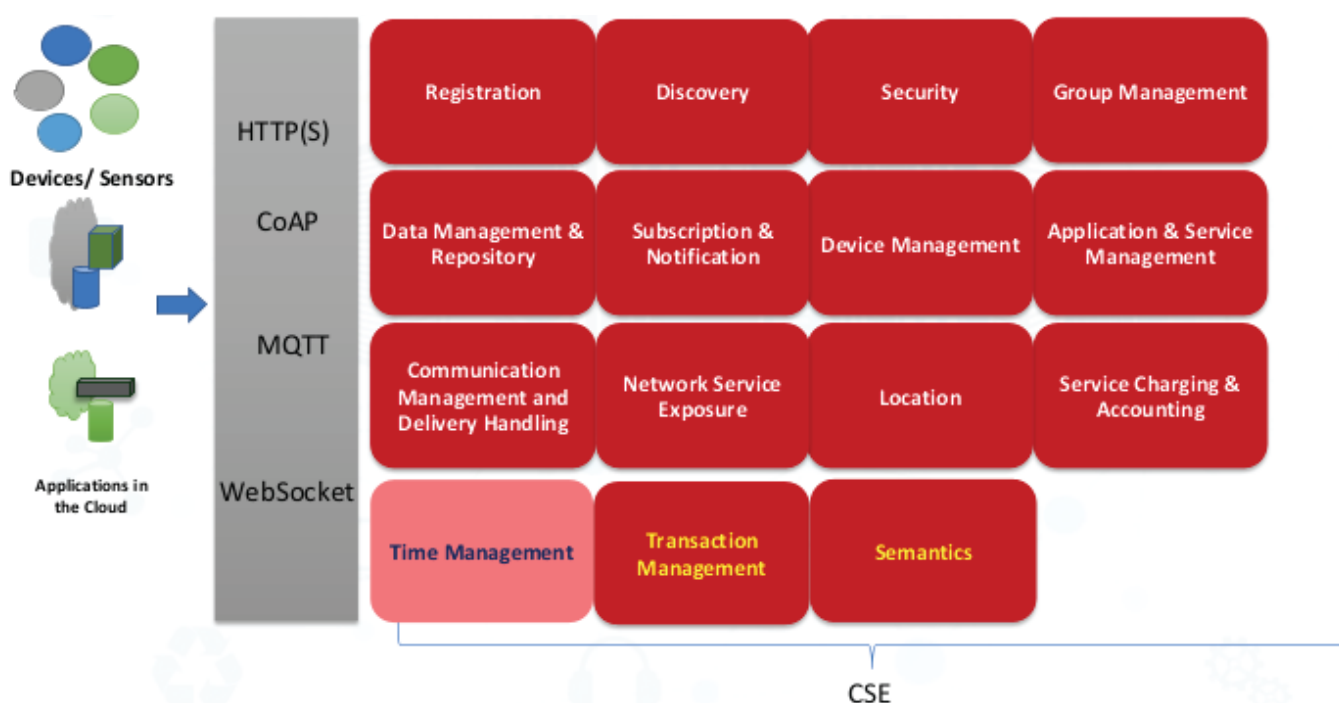 Devices/ Sensors
Applications in
the Cloud
HTTP(S)
CoAP
MQTT
WebSocket
Registration
Discovery
Security
Group Management
Data Management &
Repository
Subscription &
Notification
Device Management
Application & Service
Management
Communication
Management and
Delivery Handling
Network Service
Exposure
Location
Service Charging &
Accounting
Time Management
Transaction
Management
Semantics
CSE